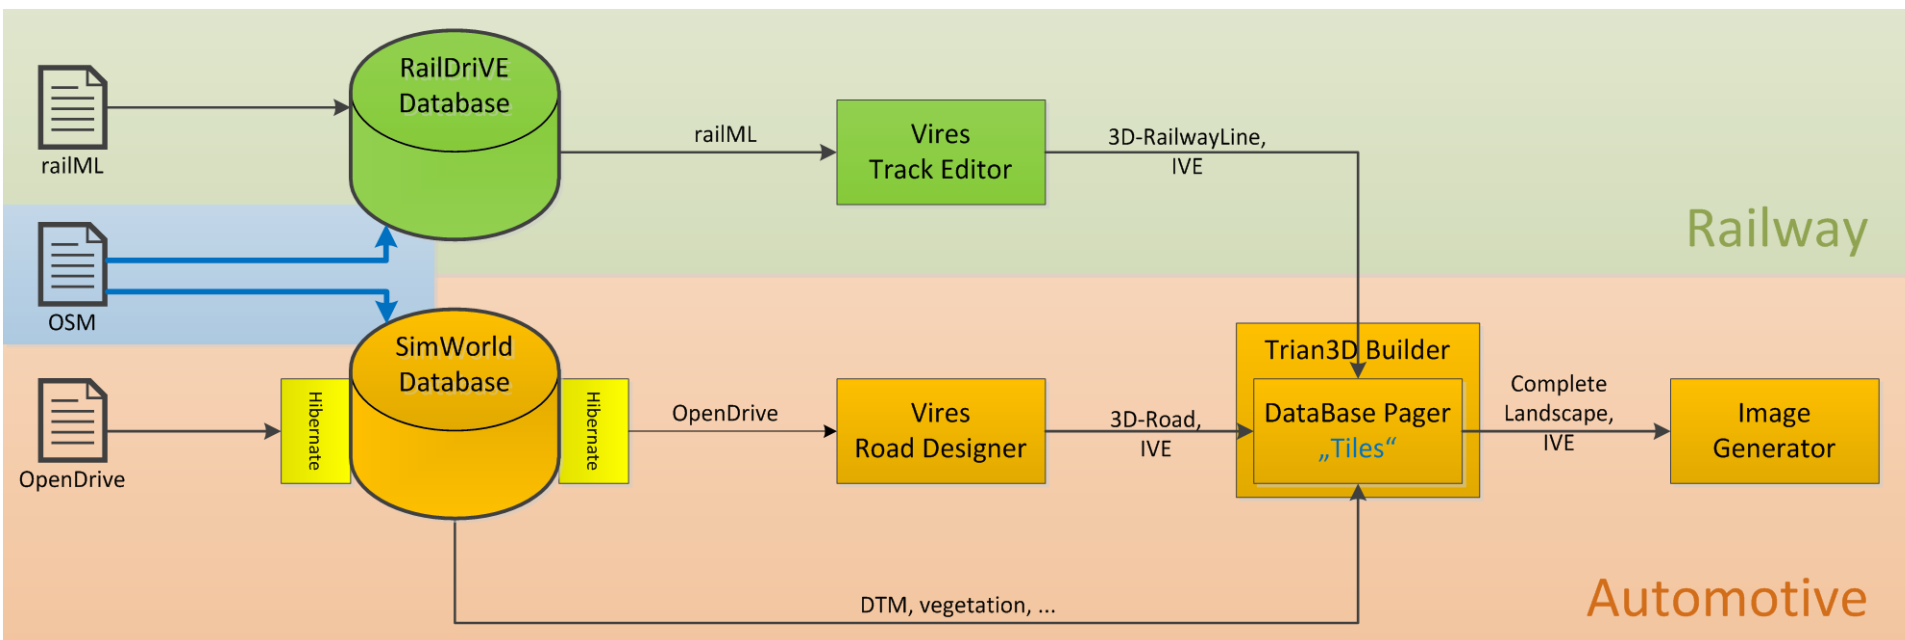 RailDriVE
Database
railML
railML
Vires
Track Editor
3D-RailwayLine,
IVE
Railway
OSM
SimWorld
Database
Hibernate
Hibernate
OpenDrive
OpenDrive
Vires
Road Designer
3D-Road,
IVE
Trian3D Builder
DataBase Pager
„Tiles“
Complete
Landscape,
IVE
Image
Generator
DTM, vegetation, ...
Automotive